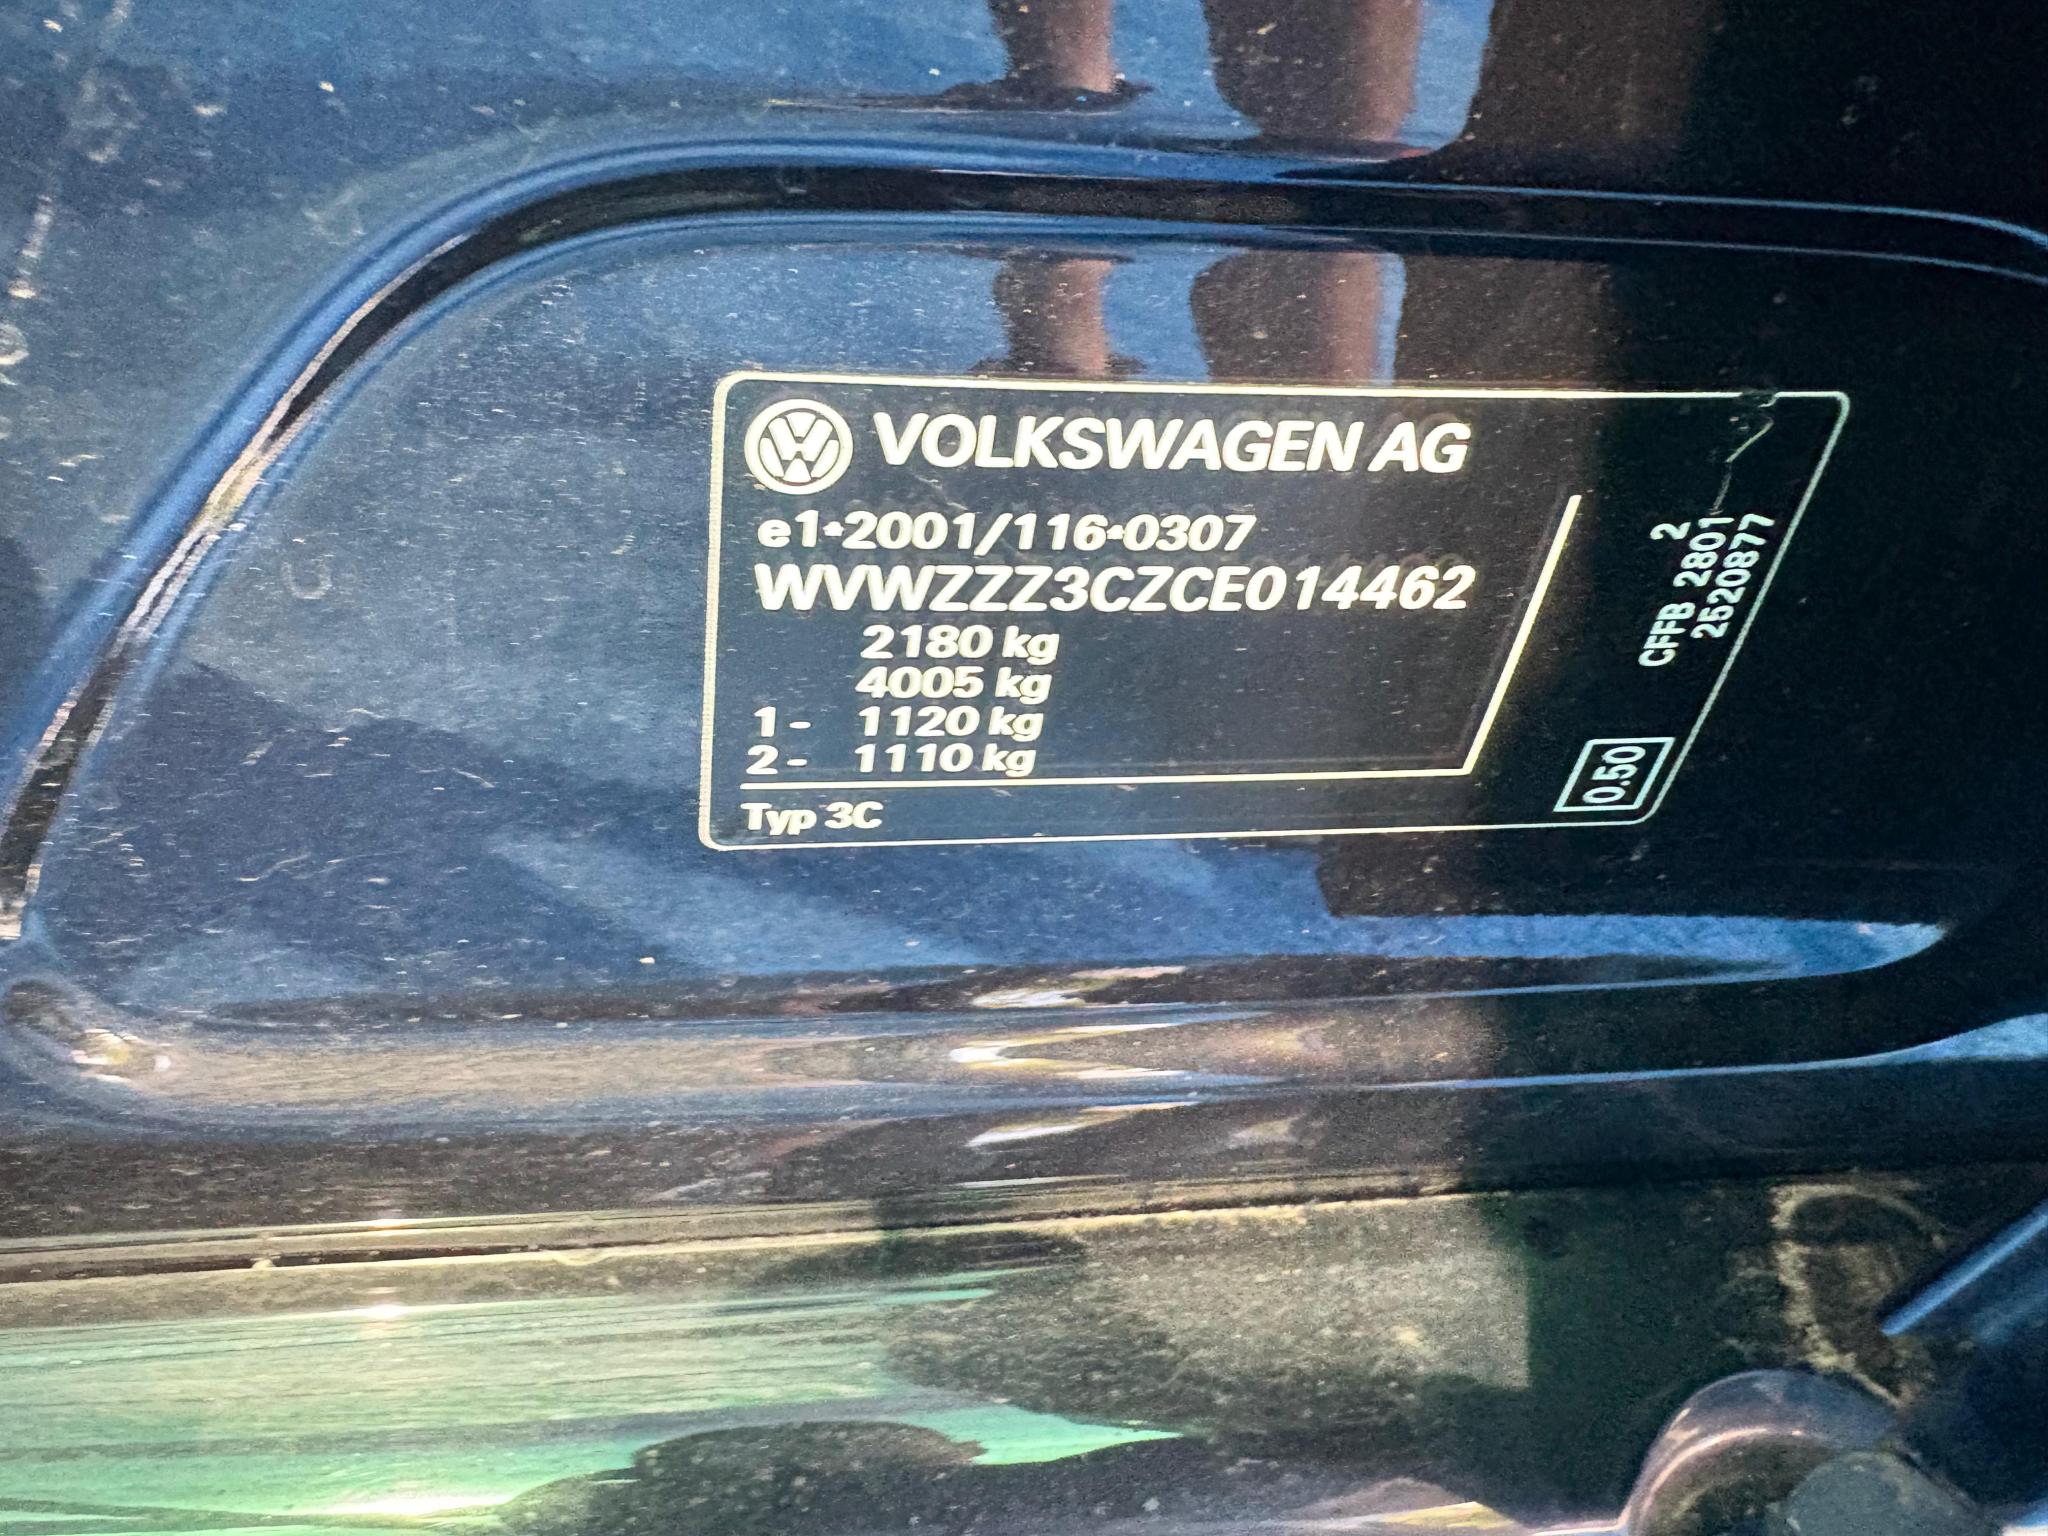 VOLKSWAGEN AG
e1*2001/116*0307
WVWZZZ3CZCE014462
2180 kg
4005 kg
1- 1120 kg
2- 1110 kg
Typ 3C
2
CFFB 2801
2520877
0.50